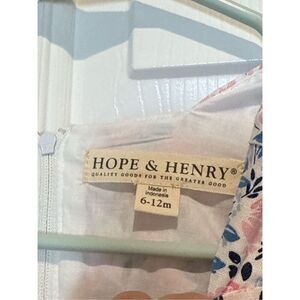 HOPE & HENRY®
QUALITY GOODS FOR THE GREATER GOOD
Made in
Indonesia
6-12m